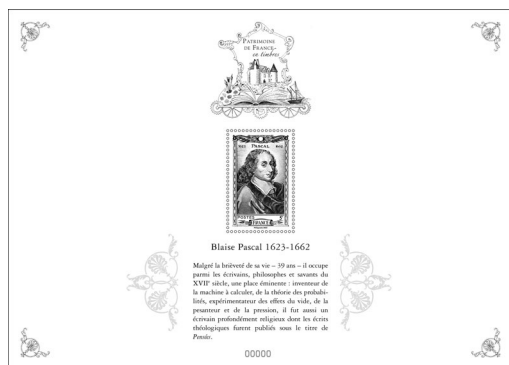 PATRIMOINE
DE FRANCE
en timbres
PASCAL
POSTE
FRANCE
Blaise Pascal 1623-1662
Malgré la brièveté de sa vie – 39 ans – il occupe
parmi les écrivains, philosophes et savants du
XVIIe siècle, une place éminente : inventeur de
la machine à calculer, de la théorie des probabi-
lités, expérimentateur des effets du vide, de la
pesanteur et de la pression, il fut aussi un
écrivain profondément religieux dont les écrits
théologiques furent publiés sous le titre de
Pensées.
00000